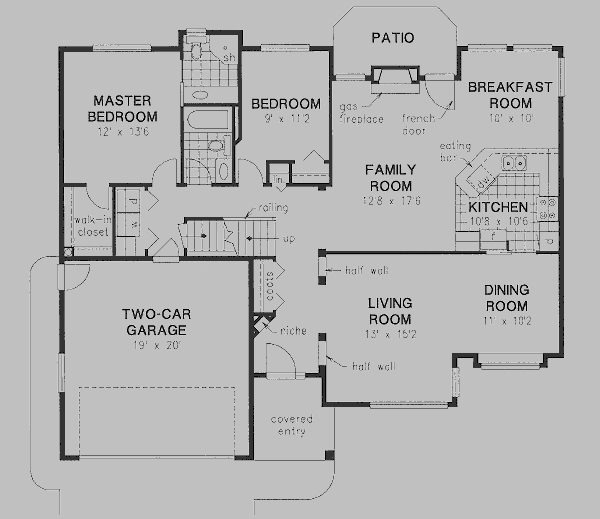 PATIO
sh
MASTER
BEDROOM
12' x 13'6
BEDROOM
9' x 11'2
gas
fireplace
french
door
BREAKFAST
ROOM
10' x 10'
eating
bar
FAMILY
ROOM
12'8 x 17'6
dw
KITCHEN
10'8 x 10'6
f
p
lin
walk-in
closet
d
w
railing
up
coats
half wall
niche
TWO-CAR
GARAGE
19' x 20'
LIVING
ROOM
13' x 15'2
DINING
ROOM
11' x 10'2
half wall
covered
entry